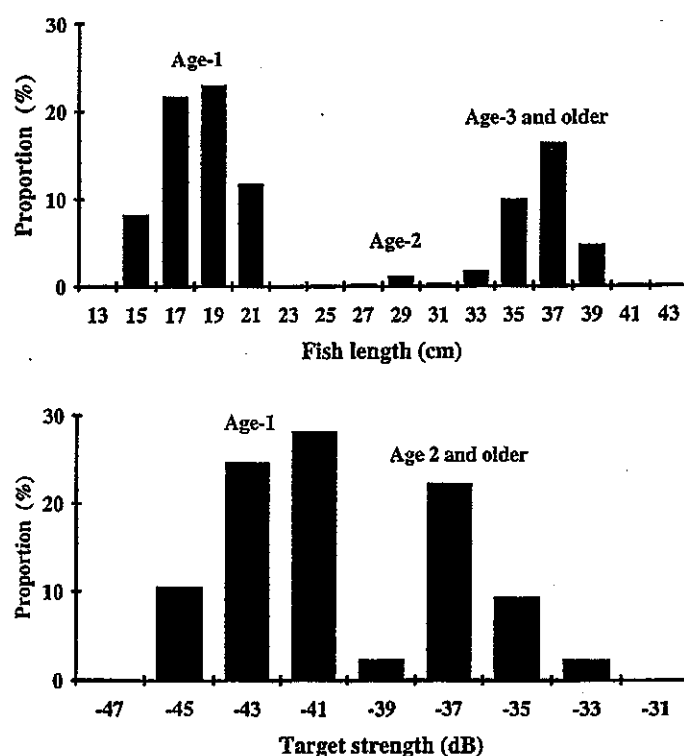 30
Age-1
20
Age-3 and older
10
Age-2
0
Proportion (%)
13 15 17 19 21 23 25 27 29 31 33 35 37 39 41 43
Fish length (cm)
30
Age-1
Age 2 and older
20
10
0
Proportion (%)
-47 -45 -43 -41 -39 -37 -35 -33 -31
Target strength (dB)